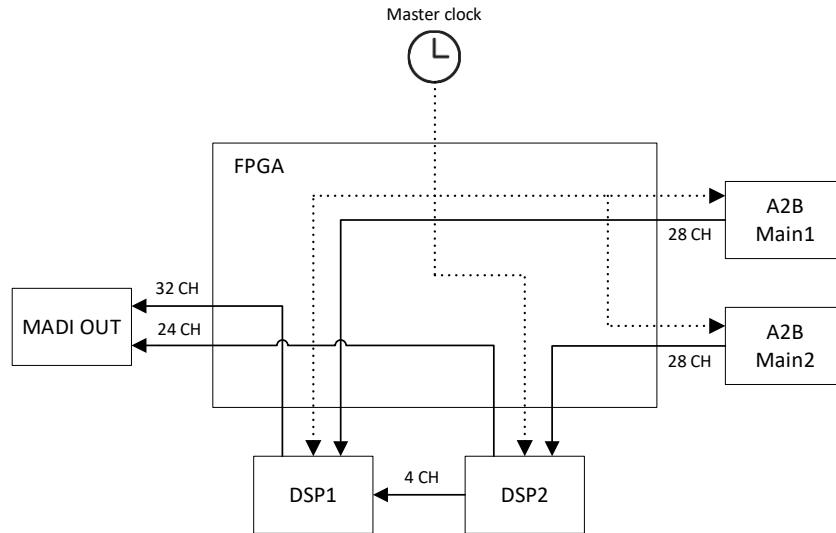 Master clock
FPGA
A2B
Main1
28 CH
32 CH
MADI OUT
24 CH
A2B
Main2
28 CH
4 CH
DSP1
DSP2